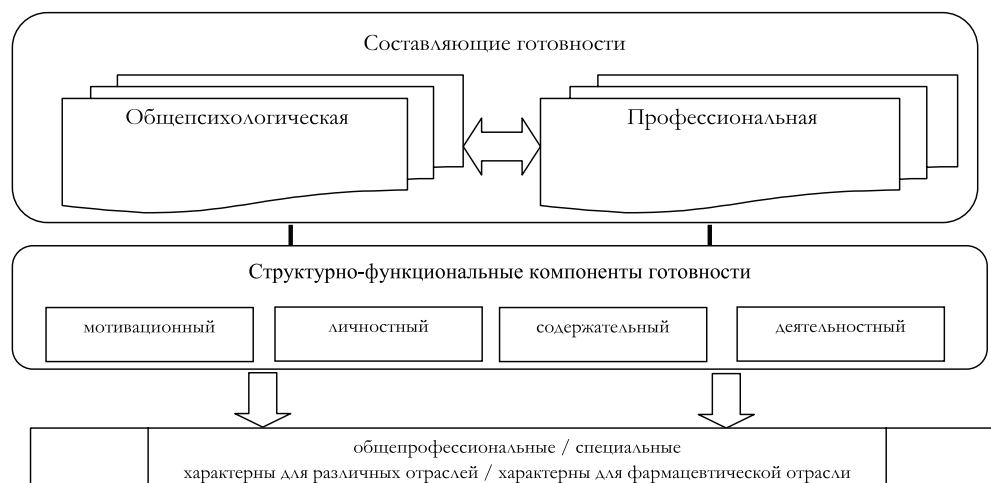 Составляющие готовности
Общепсихологическая
Профессиональная
Структурно-функциональные компоненты готовности
мотивационный
личностный
содержательный
деятельностный
общепрофессиональные / специальные
характерны для различных отраслей / характерны для фармацевтической отрасли